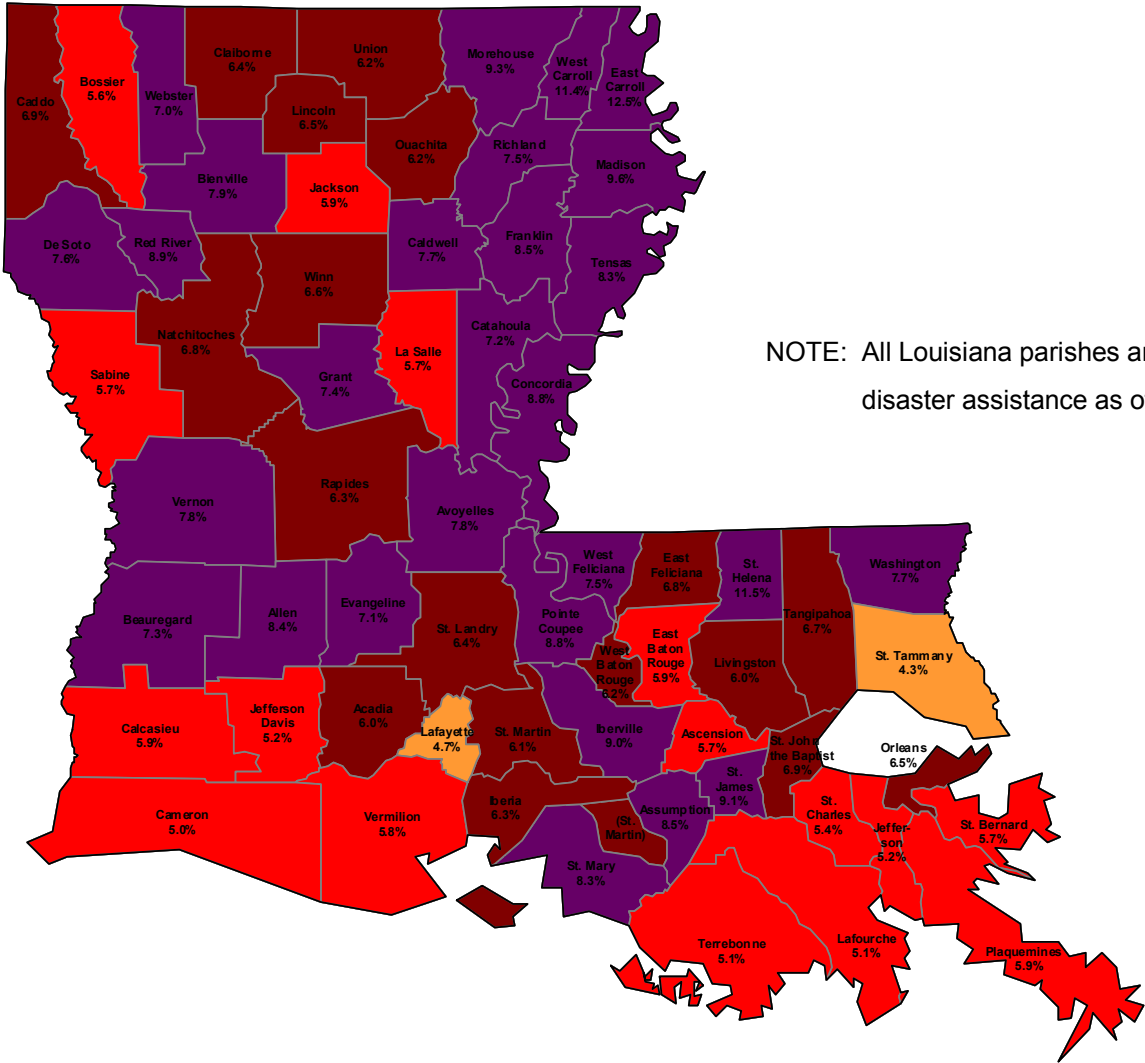 Caddo
6.9%
Bossier
5.6%
Webster
7.0%
Claiborne
6.4%
Union
6.2%
Morehouse
9.3%
West
Carroll
11.4%
East
Carroll
12.5%
Lincoln
6.5%
Ouachita
6.2%
Richland
7.5%
Madison
9.6%
Bienville
7.9%
Jackson
5.9%
De Soto
7.6%
Red River
8.9%
Winn
6.6%
Caldwell
7.7%
Franklin
8.5%
Tensas
8.3%
Natchitoches
6.8%
Sabine
5.7%
Grant
7.4%
La Salle
5.7%
Catahoula
7.2%
Concordia
8.8%
NOTE: All Louisiana parishes ar
disaster assistance as o
Vernon
7.8%
Rapides
6.3%
Avoyelles
7.8%
West
Feliciana
7.5%
East
Feliciana
6.8%
St.
Helena
11.5%
Washington
7.7%
Beauregard
7.3%
Allen
8.4%
Evangeline
7.1%
St. Landry
6.4%
Pointe
Coupee
8.8%
Tangipahoa
6.7%
West
Baton
Rouge
6.2%
East
Baton
Rouge
5.9%
Livingston
6.0%
St. Tammany
4.3%
Calcasieu
5.9%
Jefferson
Davis
5.2%
Acadia
6.0%
Lafayette
4.7%
St. Martin
6.1%
Iberville
9.0%
Ascension
5.7%
St. John
the Baptist
6.9%
Orleans
6.5%
Cameron
5.0%
Vermilion
5.8%
Iberia
6.3%
(St.
Martin)
Assumption
8.5%
St.
James
9.1%
St.
Charles
5.4%
Jeffer-
son
5.2%
St. Bernard
5.7%
St. Mary
8.3%
Terrebonne
5.1%
Lafourche
5.1%
Plaquemines
5.9%